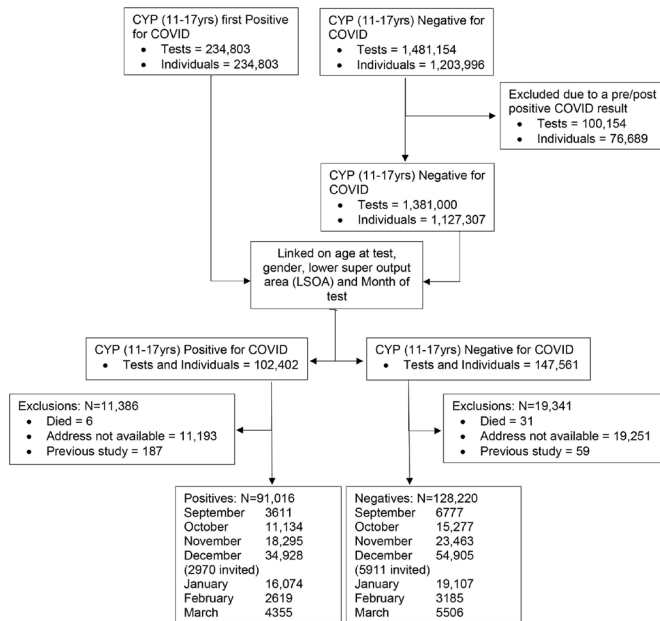 CYP (11-17yrs) first Positive
for COVID
• Tests = 234,803
• Individuals = 234,803
CYP (11-17yrs) Negative for
COVID
• Tests = 1,481,154
• Individuals = 1,203,996
Excluded due to a pre/post
positive COVID result
• Tests = 100,154
• Individuals = 76,689
CYP (11-17yrs) Negative for
COVID
• Tests = 1,381,000
• Individuals = 1,127,307
Linked on age at test,
gender, lower super output
area (LSOA) and Month of
test
CYP (11-17yrs) Positive for COVID
• Tests and Individuals = 102,402
CYP (11-17yrs) Negative for COVID
• Tests and Individuals = 147,561
Exclusions: N=11,386
• Died = 6
• Address not available = 11,193
• Previous study = 187
Exclusions: N=19,341
• Died = 31
• Address not available = 19,251
• Previous study = 59
Positives: N=91,016
September 3611
October 11,134
November 18,295
December 34,928
(2970 invited)
January 16,074
February 2619
March 4355
Negatives: N=128,220
September 6777
October 15,277
November 23,463
December 54,905
(5911 invited)
January 19,107
February 3185
March 5506